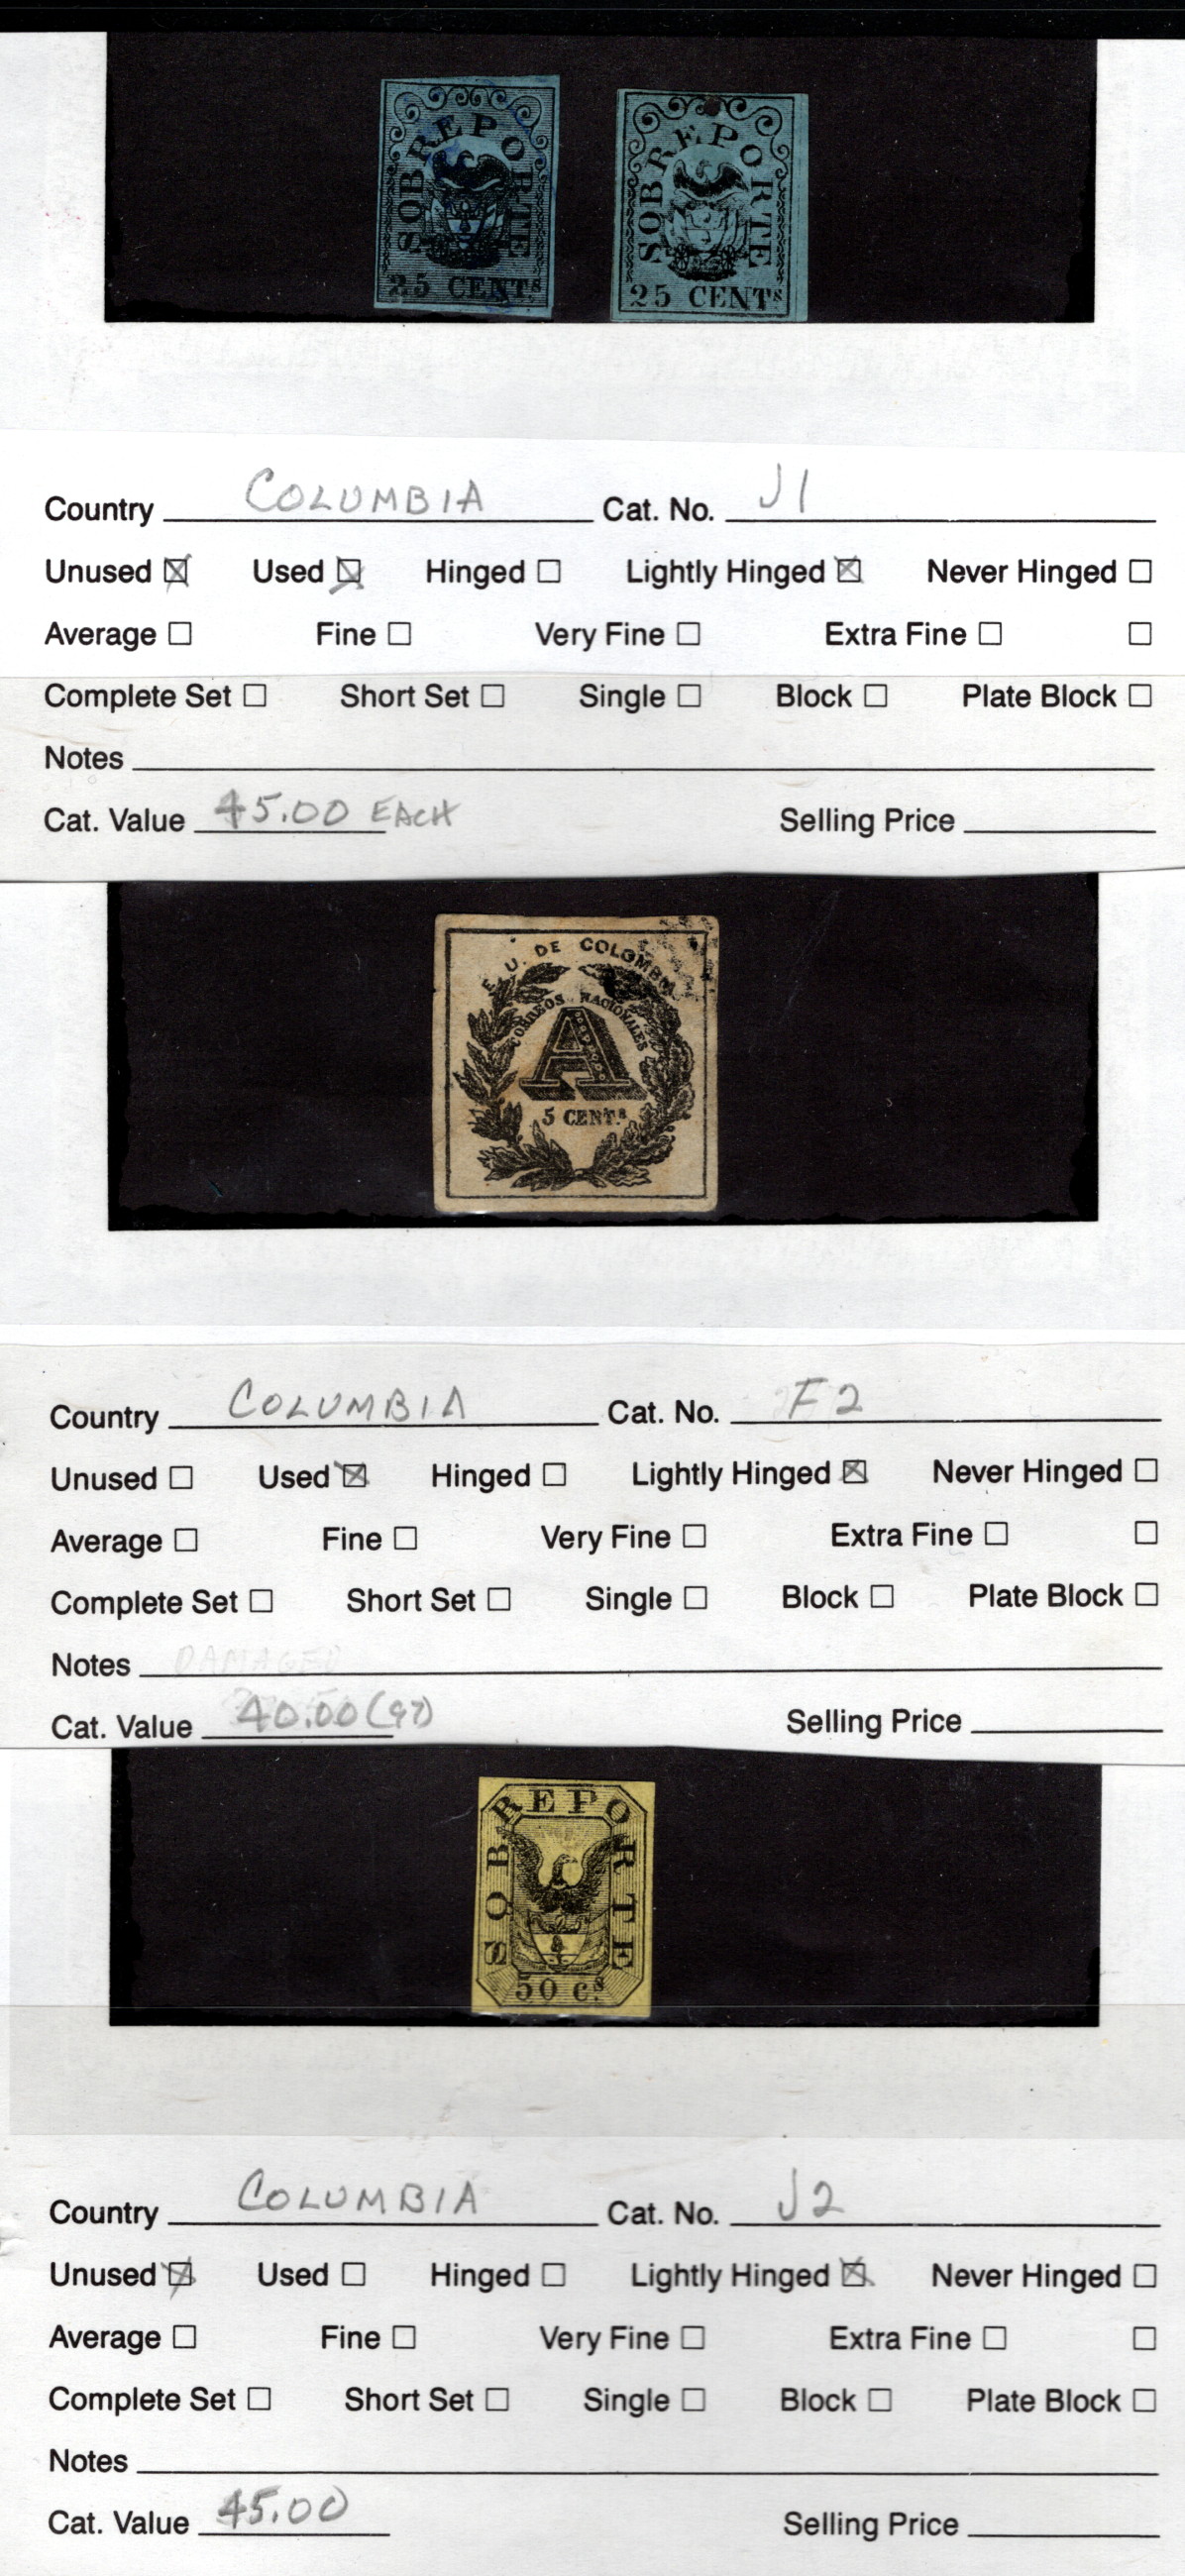 SOBREPORTE SOBREPORTE
25 CENTs 25 CENTs
Country COLUMBIA Cat. No. J1
Unused ☒ Used ☒ Hinged ☐ Lightly Hinged ☒ Never Hinged ☐
Average ☐ Fine ☐ Very Fine ☐ Extra Fine ☐ ☐
Complete Set ☐ Short Set ☐ Single ☐ Block ☐ Plate Block ☐
Notes
Cat. Value 45.00 EACH Selling Price
E. U. DE COLOMBIA
CORREOS NACIONALES
A
5 CENTs
Country COLUMBIA Cat. No. F2
Unused ☐ Used ☒ Hinged ☐ Lightly Hinged ☒ Never Hinged ☐
Average ☐ Fine ☐ Very Fine ☐ Extra Fine ☐ ☐
Complete Set ☐ Short Set ☐ Single ☐ Block ☐ Plate Block ☐
Notes DAMAGED
Cat. Value 40.00 (97) Selling Price
SOBREPORTE
50 Cs
Country COLUMBIA Cat. No. J2
Unused ☒ Used ☐ Hinged ☐ Lightly Hinged ☒ Never Hinged ☐
Average ☐ Fine ☐ Very Fine ☐ Extra Fine ☐ ☐
Complete Set ☐ Short Set ☐ Single ☐ Block ☐ Plate Block ☐
Notes
Cat. Value 45.00 Selling Price